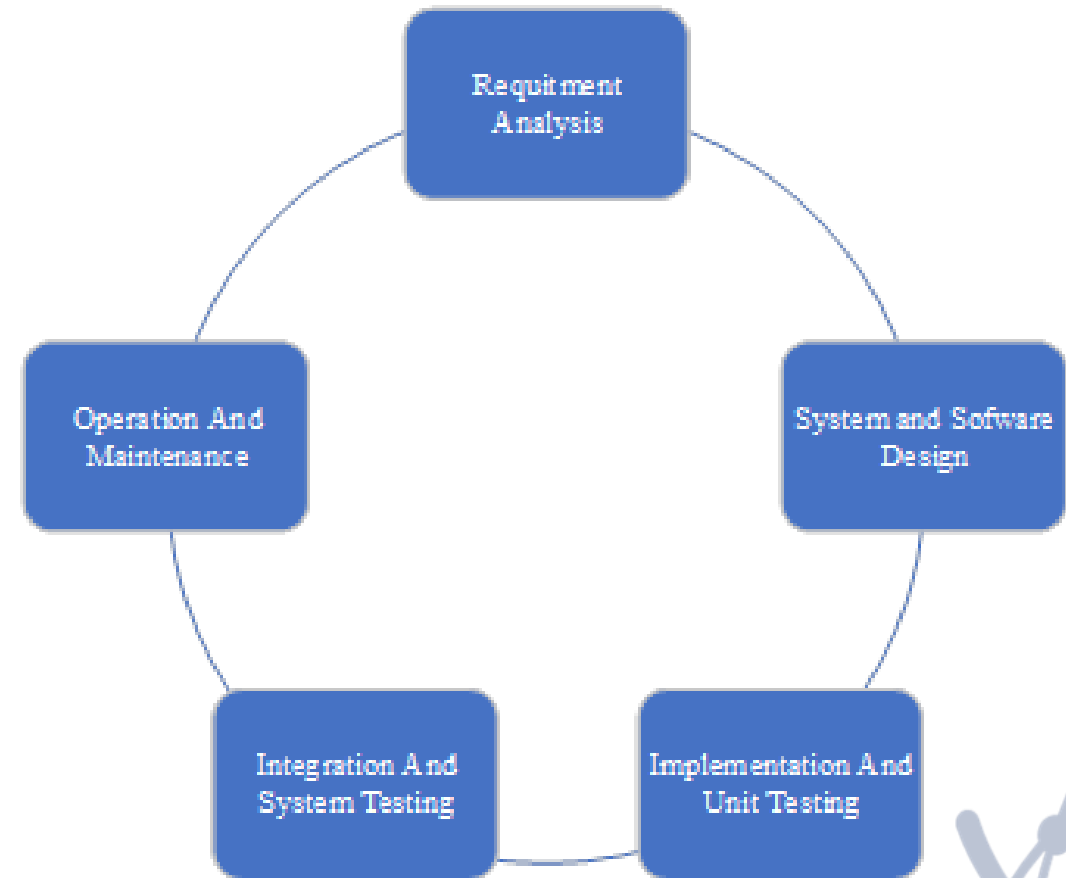 Requitment
Analysis
System and Sofware
Design
Implementation And
Unit Testing
Integration And
System Testing
Operation And
Maintenance